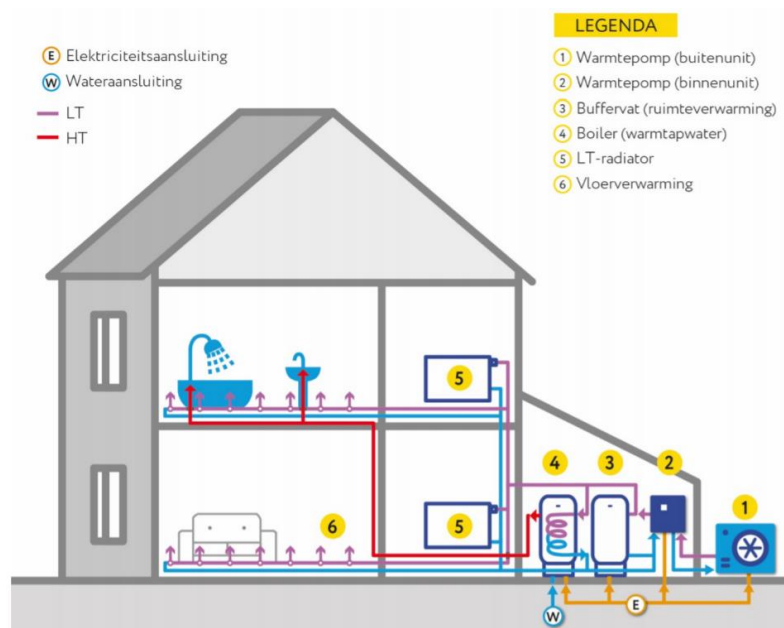 LEGENDA
E Elektriciteitsaansluiting
W Wateraansluiting
LT
HT
1 Warmtepomp (buitenunit)
2 Warmtepomp (binnenunit)
3 Buffervat (ruimteverwarming)
4 Boiler (warmtapwater)
5 LT-radiator
6 Vloerverwarming
5
4
3
2
1
6
5
W
E